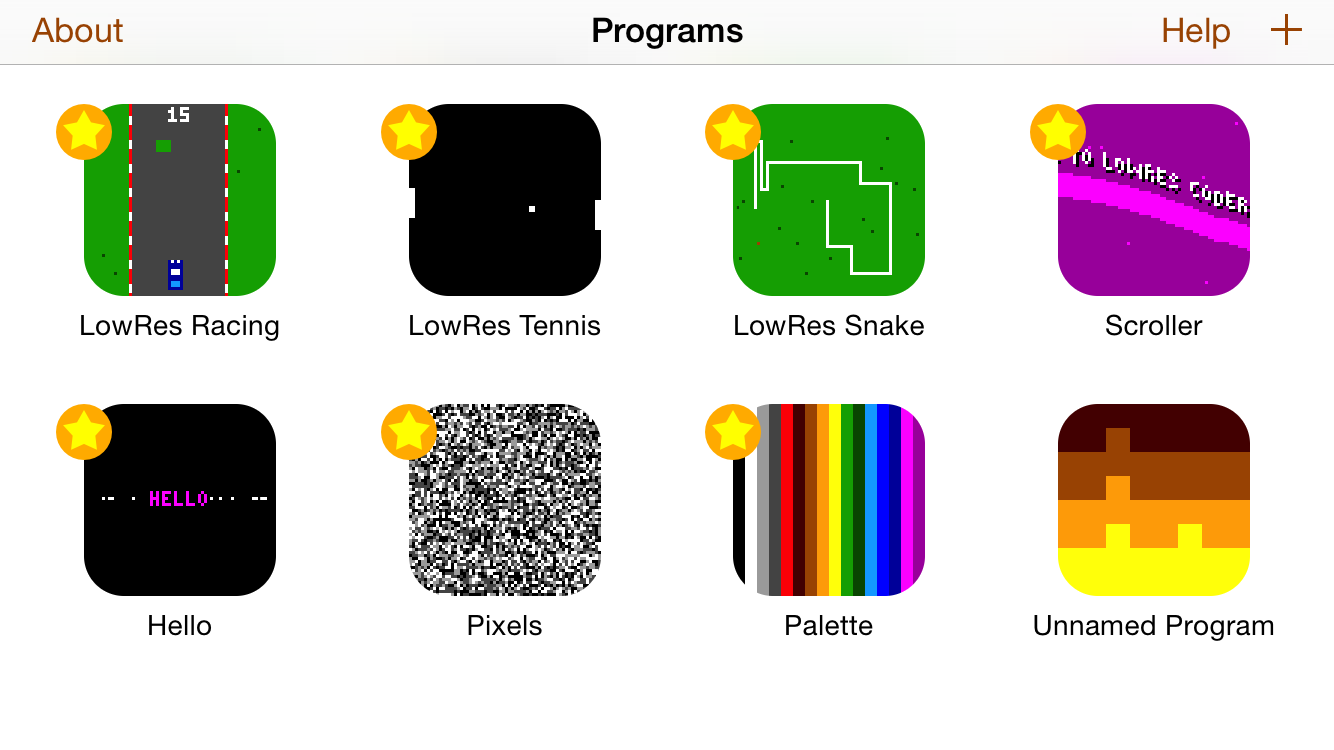 About
Programs
Help
15
TO LOWRES CODER
LowRes Racing
LowRes Tennis
LowRes Snake
Scroller
HELLO
Hello
Pixels
Palette
Unnamed Program